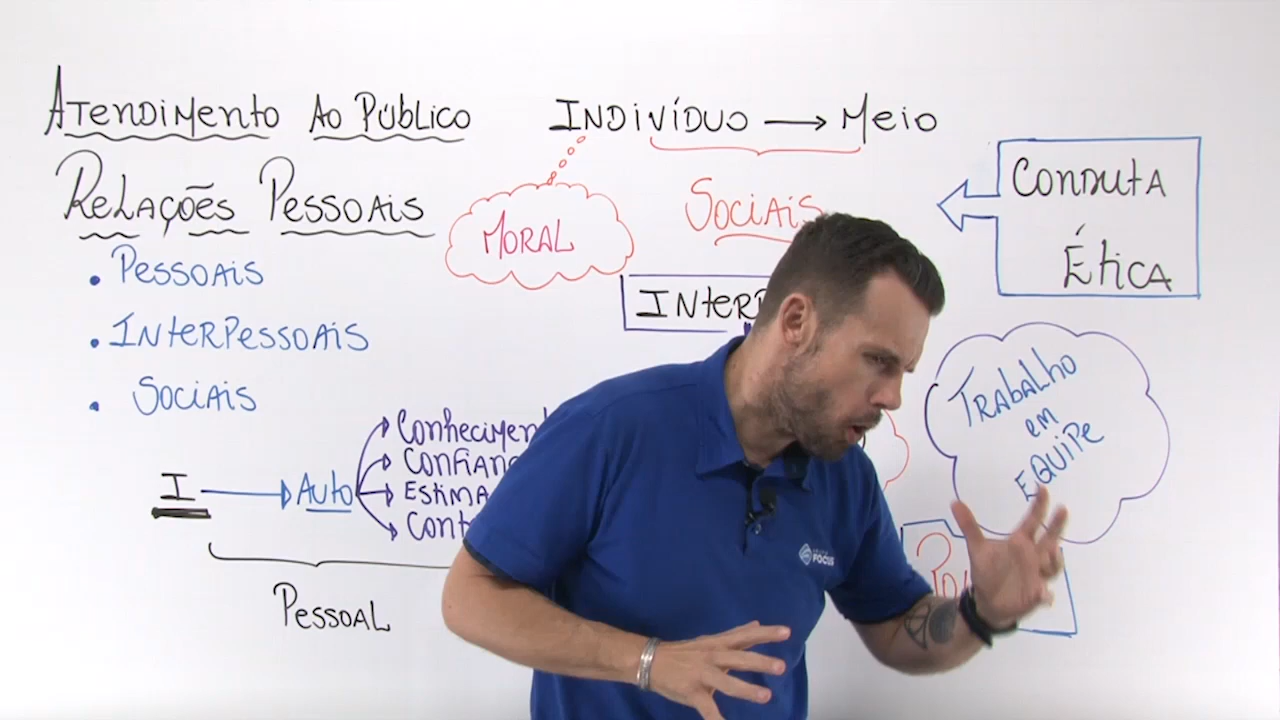 Atendimento Ao Público
Relações Pessoais
• Pessoais
• Interpessoais
• Sociais
I → Auto
Estima
Pessoal
Indivíduo → Meio
Moral
Sociais
Conduta
Ética
Trabalho
em
Equipe
FOCUS